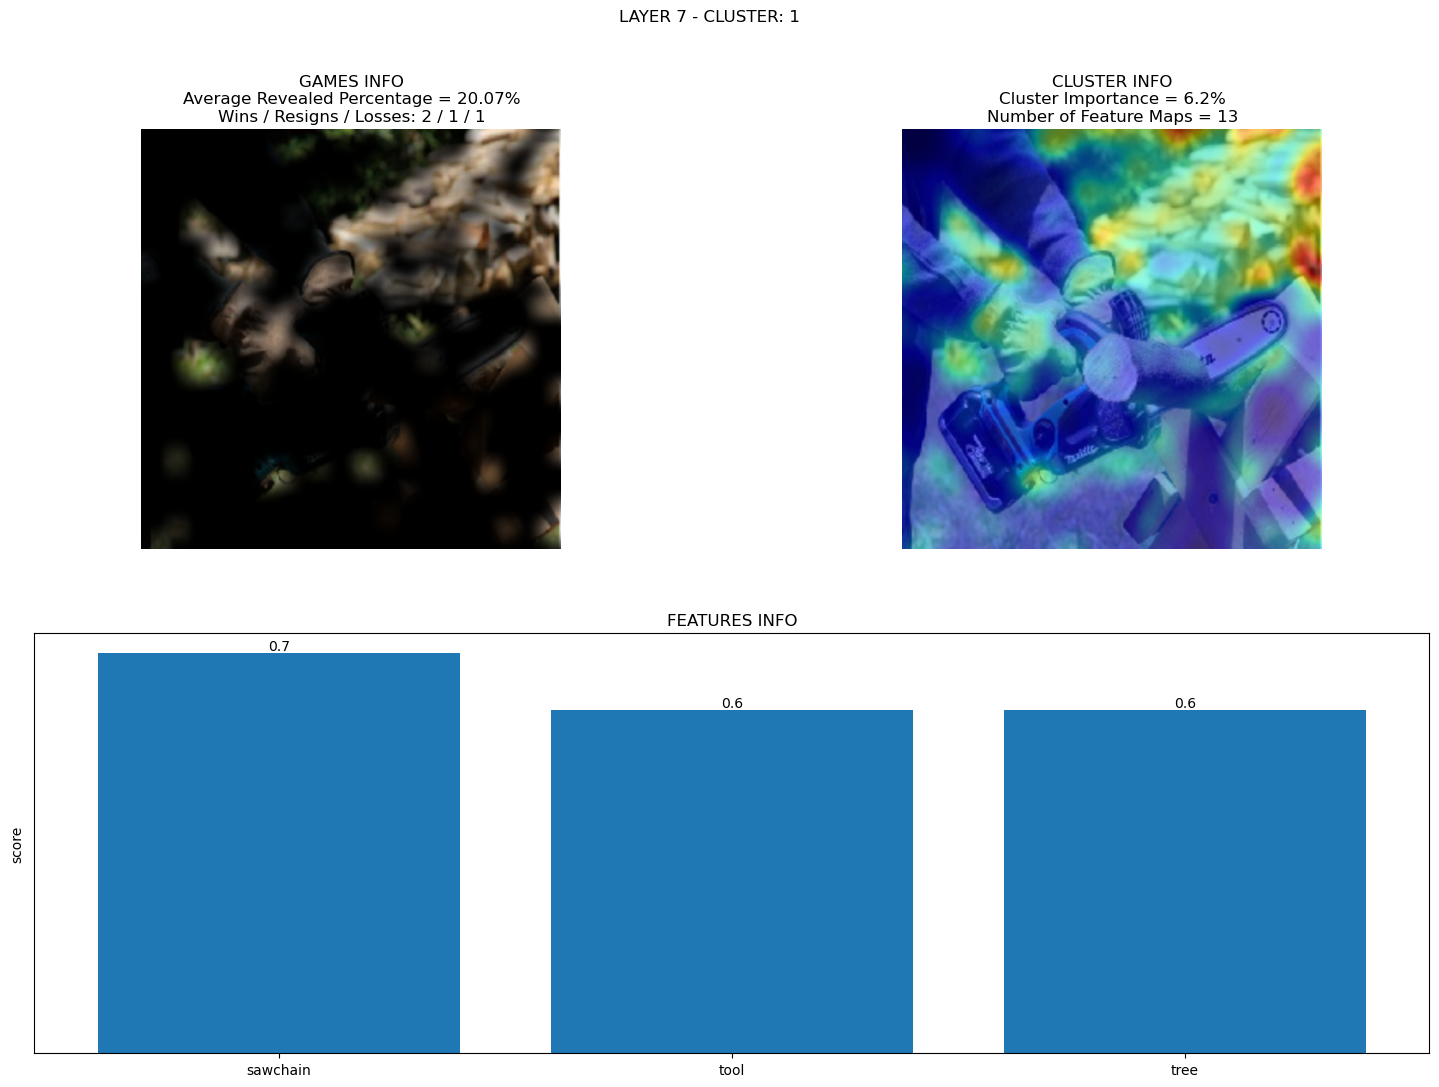 LAYER 7 - CLUSTER: 1
GAMES INFO
Average Revealed Percentage = 20.07%
Wins / Resigns / Losses: 2 / 1 / 1
CLUSTER INFO
Cluster Importance = 6.2%
Number of Feature Maps = 13
FEATURES INFO
score
0.7
0.6
0.6
sawchain
tool
tree